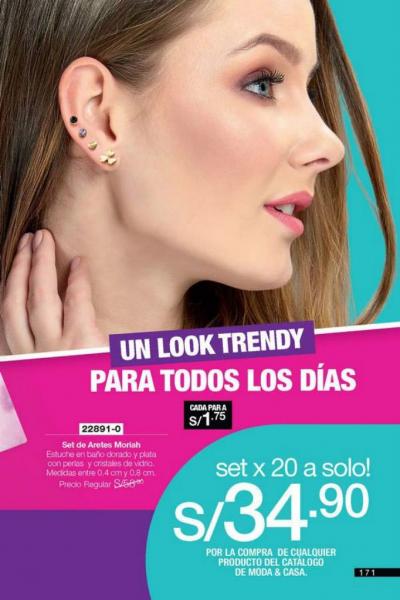 UN LOOK TRENDY
PARA TODOS LOS DÍAS
CADA PAR A
S/1.75
22891-0
Set de Aretes Moriah
Estuche en baño dorado y plata
con perlas y cristales de vidrio.
Medidas entre 0.4 cm y 0.8 cm.
Precio Regular
set x 20 a solo!
S/34.90
POR LA COMPRA DE CUALQUIER
PRODUCTO DEL CATÁLOGO
DE MODA & CASA.
171